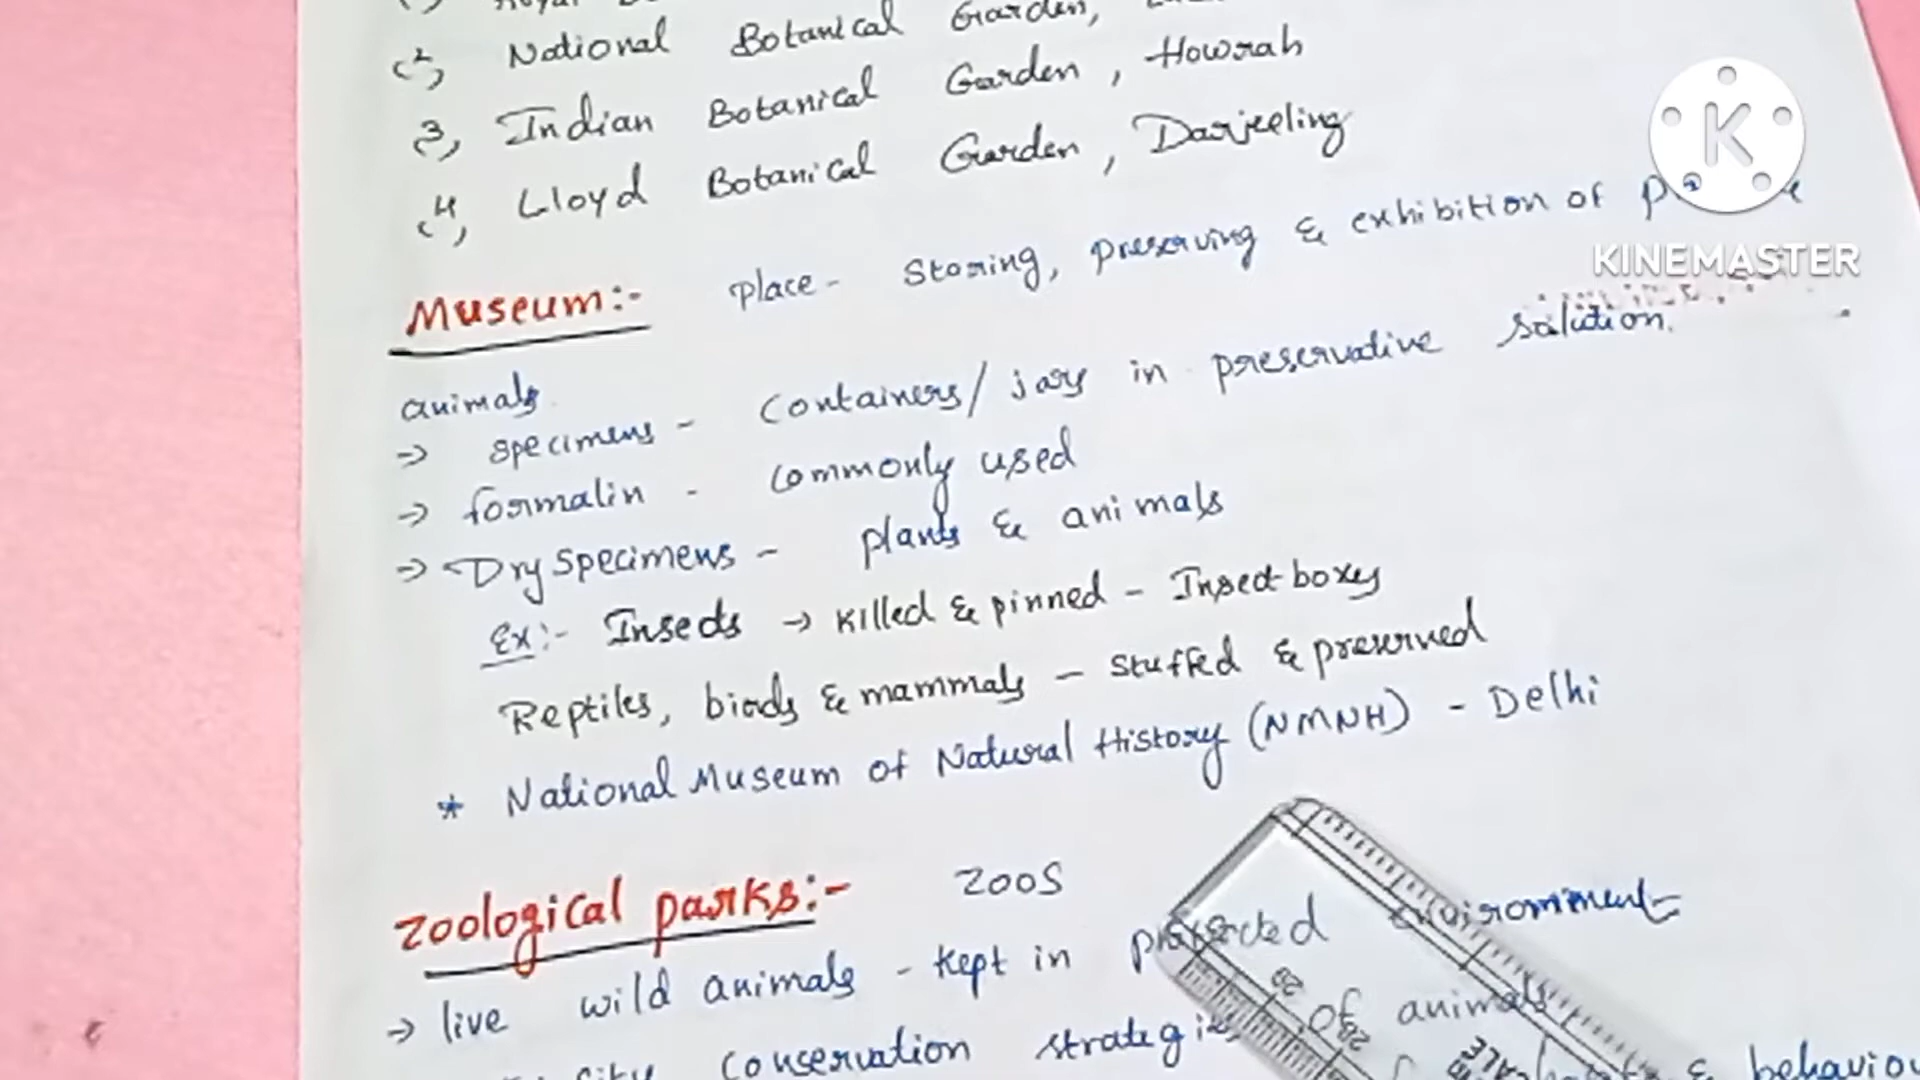 (2, National Botanical Garden,
3, Indian Botanical Garden, Howrah
(4, Lloyd Botanical Garden, Darjeeling
Museum:- place - Storing, preserving & exhibition of
animals
→ specimens - containers/ jars in preservative solution.
→ formalin - commonly used
→ Dry specimens - plants & animals
Ex:- Insects → killed & pinned - Insect boxes
Reptiles, birds & mammals - stuffed & preserved
* National Museum of Natural History (NMNH) - Delhi
Zoological parks:- zoos
→ live wild animals - kept in protected environment
conservation strategies of animals
& behaviou
K
KINEMASTER